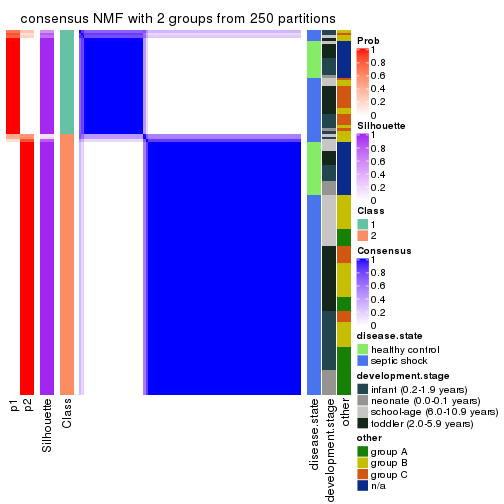 consensus NMF with 2 groups from 250 partitions
Prob
1
0.8
0.6
0.4
0.2
0
Silhouette
1
0.8
0.6
0.4
0.2
0
Class
1
2
Consensus
1
0.8
0.6
0.4
0.2
0
disease.state
healthy control
septic shock
development.stage
infant (0.2-1.9 years)
neonate (0.0-0.1 years)
school-age (6.0-10.9 years)
toddler (2.0-5.9 years)
other
group A
group B
group C
n/a
p1
p2
Silhouette
Class
disease.state
development.stage
other